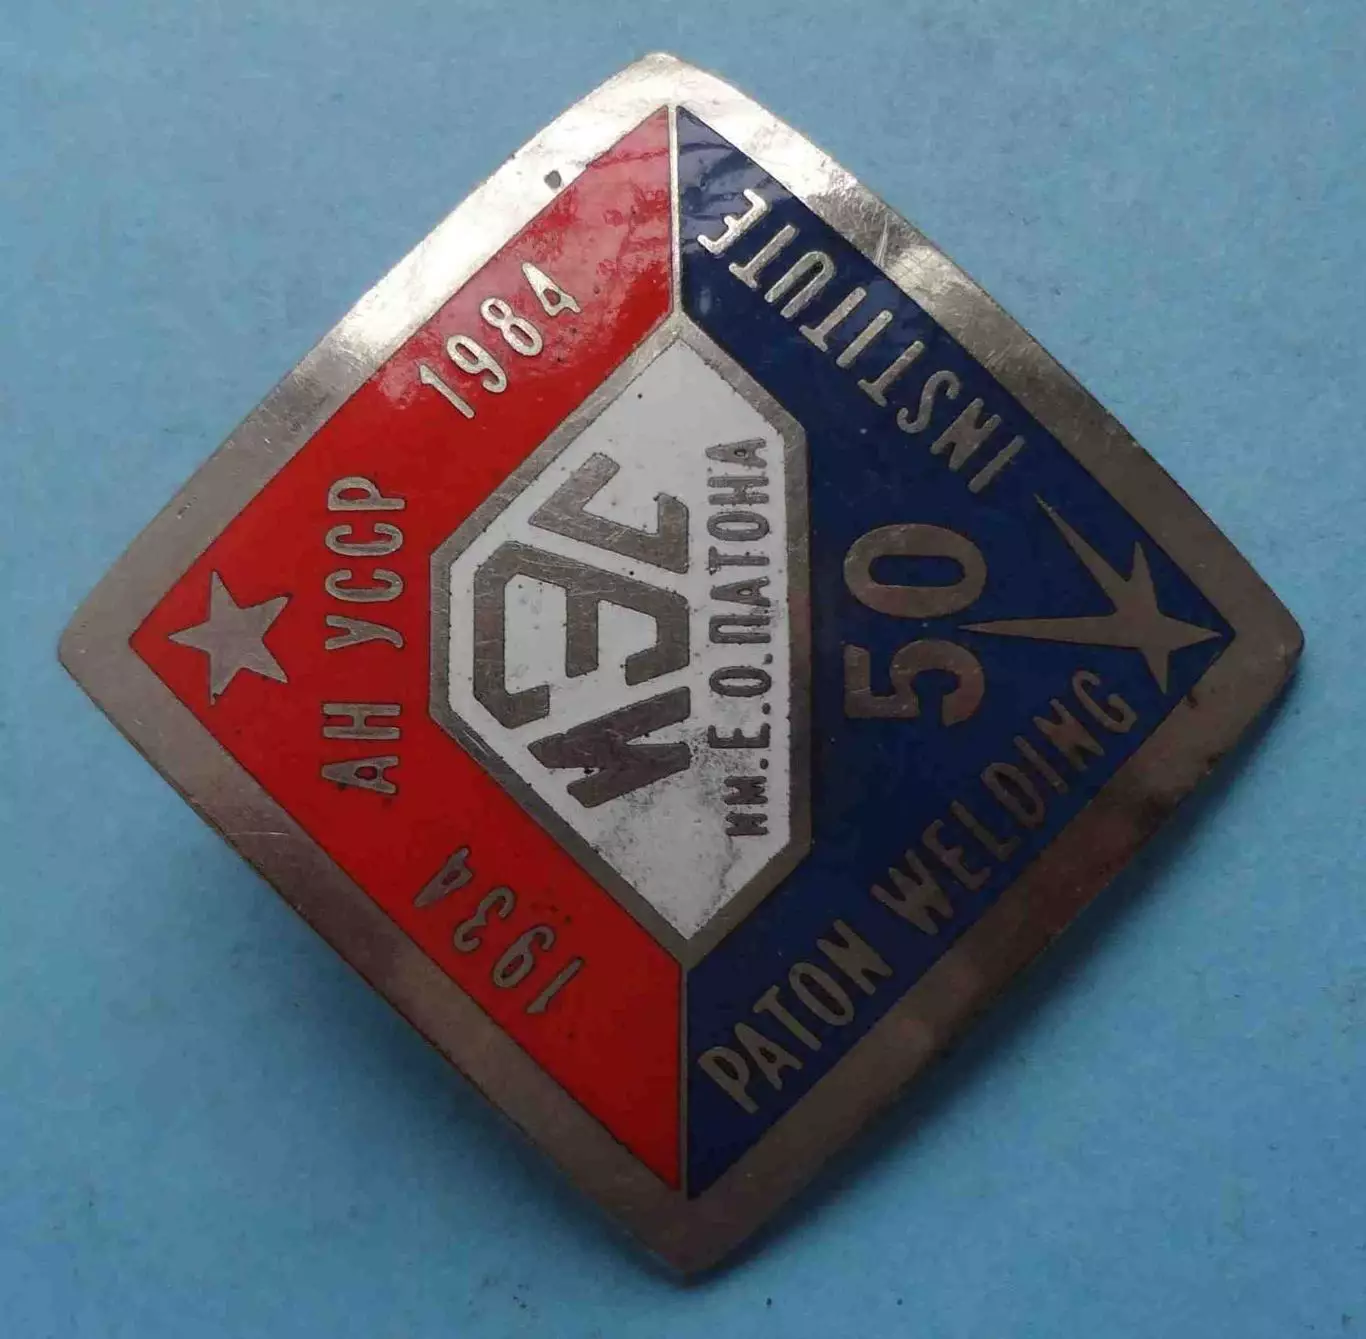 АН УССР
1934 1984
ИЭС
ИМ.Е.О.ПАТОНА
50
PATON WELDING INSTITUTE